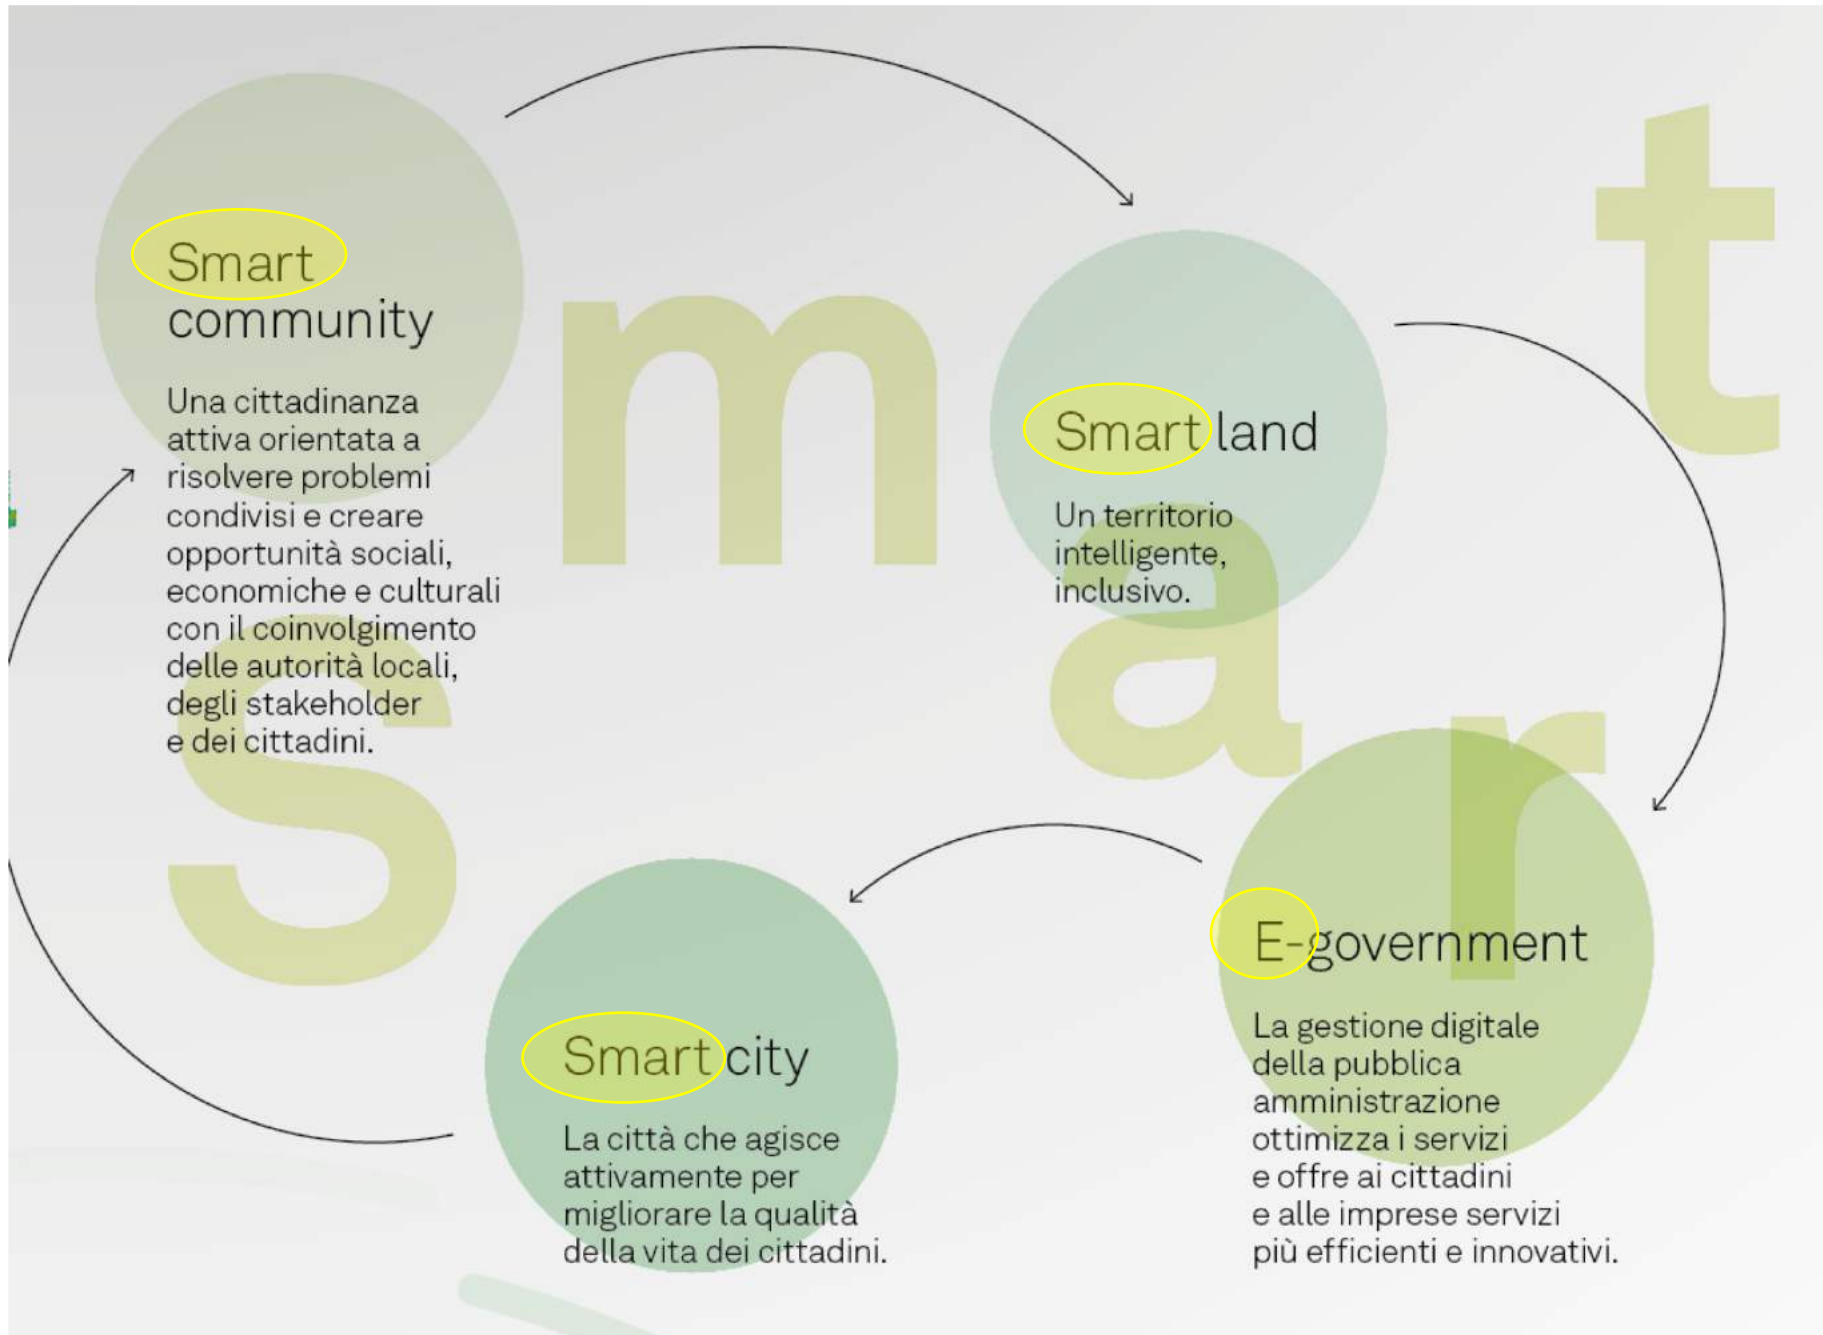 Smart
community
Una cittadinanza
attiva orientata a
risolvere problemi
condivisi e creare
opportunità sociali,
economiche e culturali
con il coinvolgimento
delle autorità locali,
degli stakeholder
e dei cittadini.
Smart land
Un territorio
intelligente,
inclusivo.
E-government
La gestione digitale
della pubblica
amministrazione
ottimizza i servizi
e offre ai cittadini
e alle imprese servizi
più efficienti e innovativi.
Smart city
La città che agisce
attivamente per
migliorare la qualità
della vita dei cittadini.
s
m
a
r
t